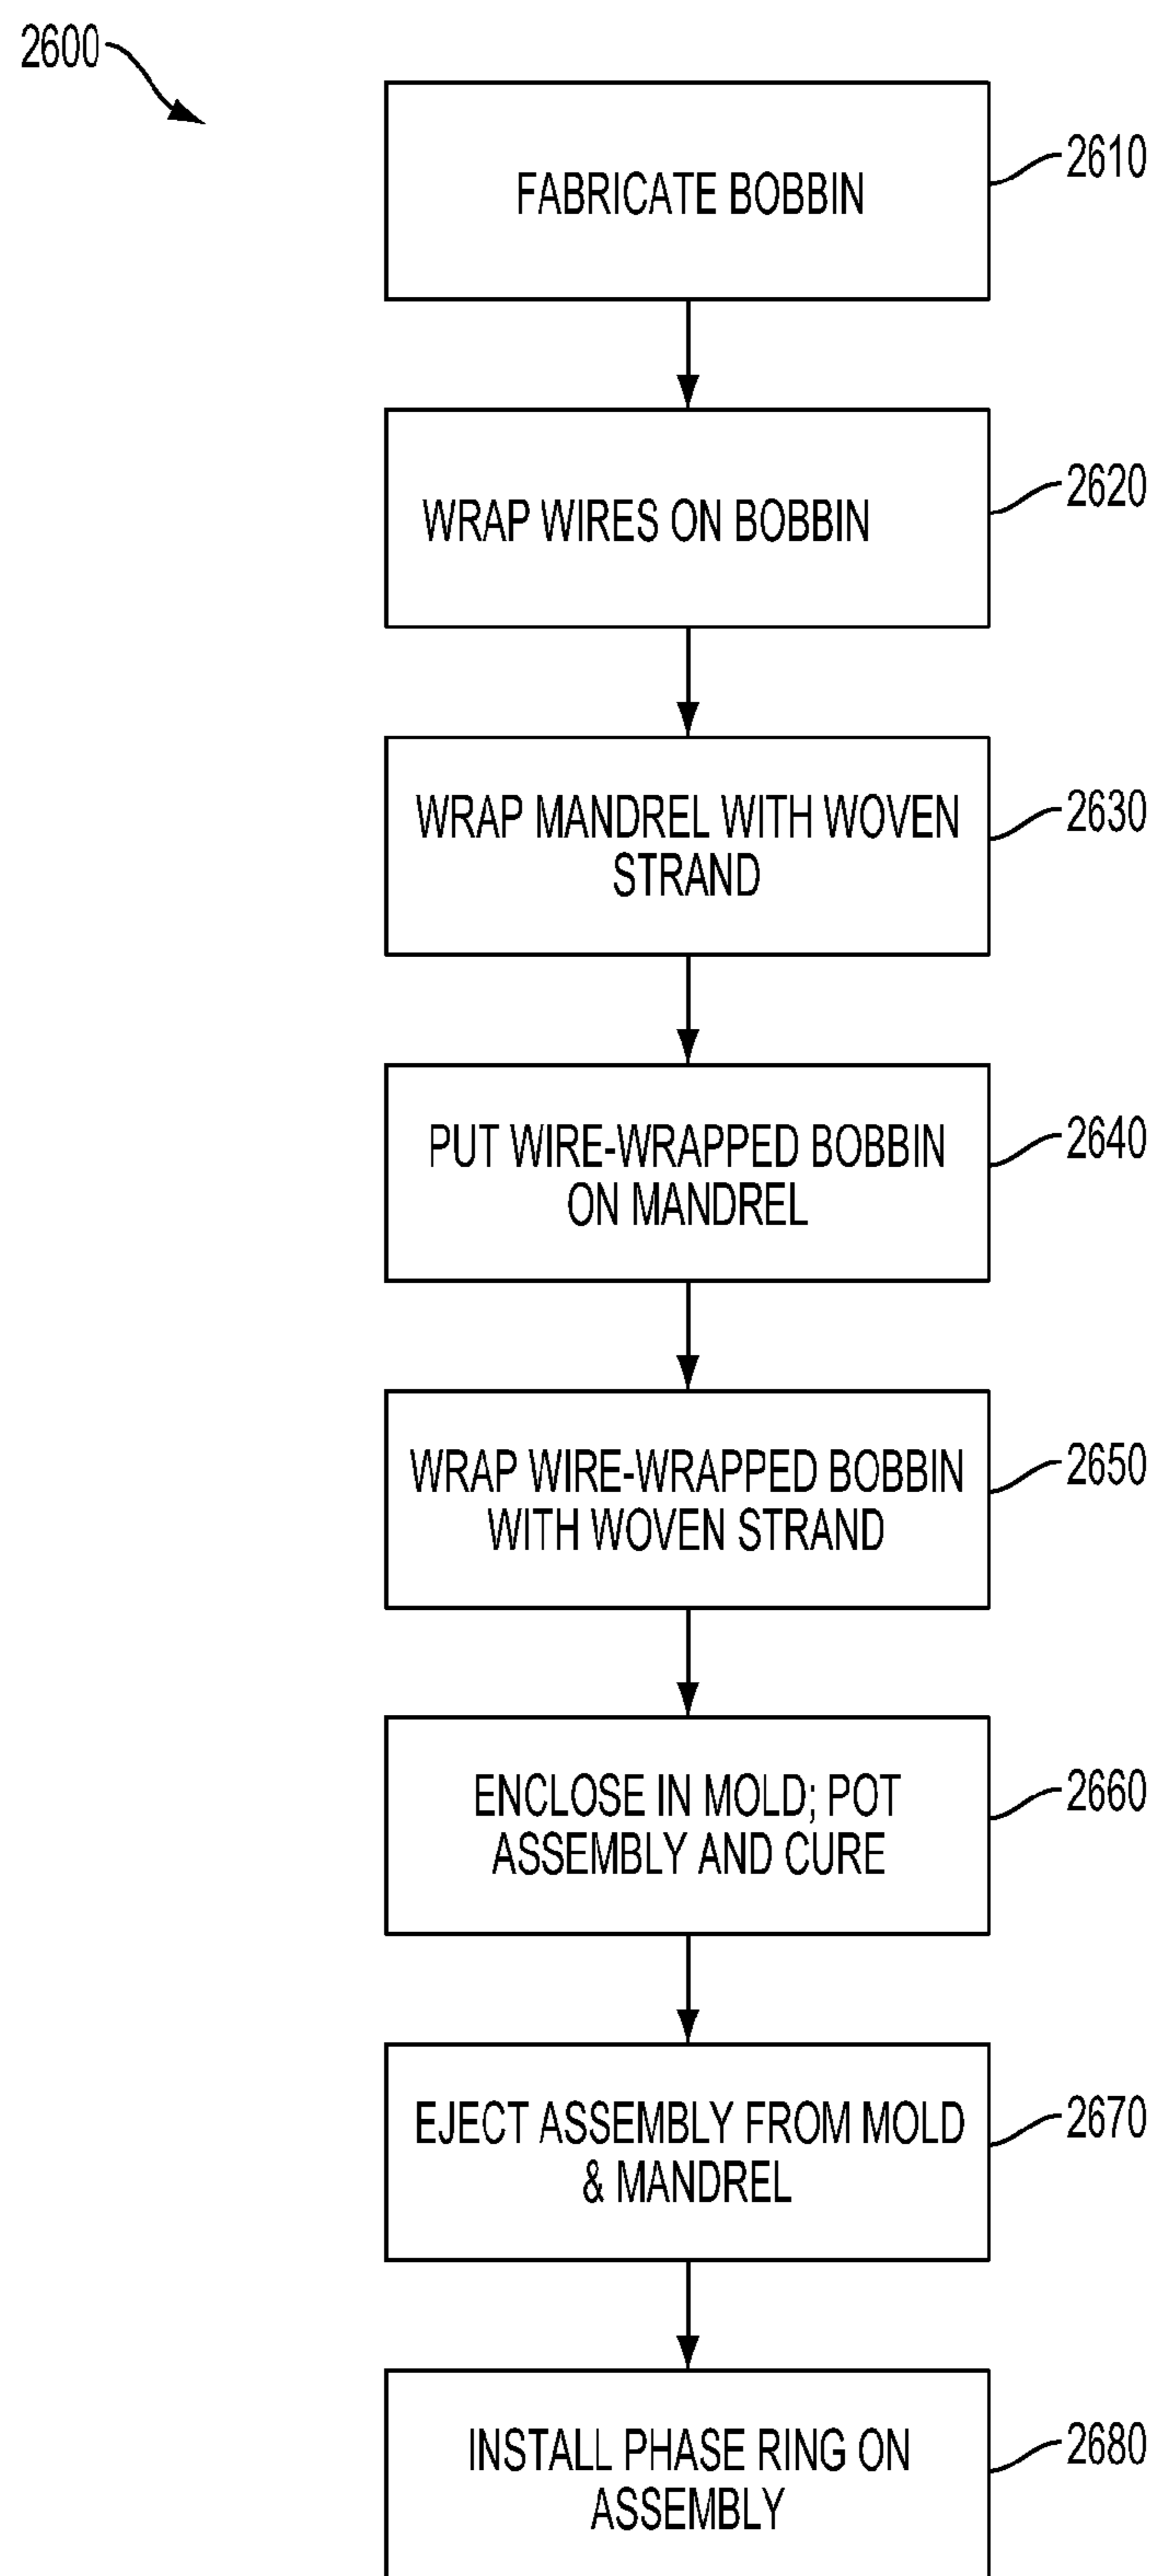 2600
FABRICATE BOBBIN
2610
WRAP WIRES ON BOBBIN
2620
WRAP MANDREL WITH WOVEN
STRAND
2630
PUT WIRE-WRAPPED BOBBIN
ON MANDREL
2640
WRAP WIRE-WRAPPED BOBBIN
WITH WOVEN STRAND
2650
ENCLOSE IN MOLD; POT
ASSEMBLY AND CURE
2660
EJECT ASSEMBLY FROM MOLD
& MANDREL
2670
INSTALL PHASE RING ON
ASSEMBLY
2680